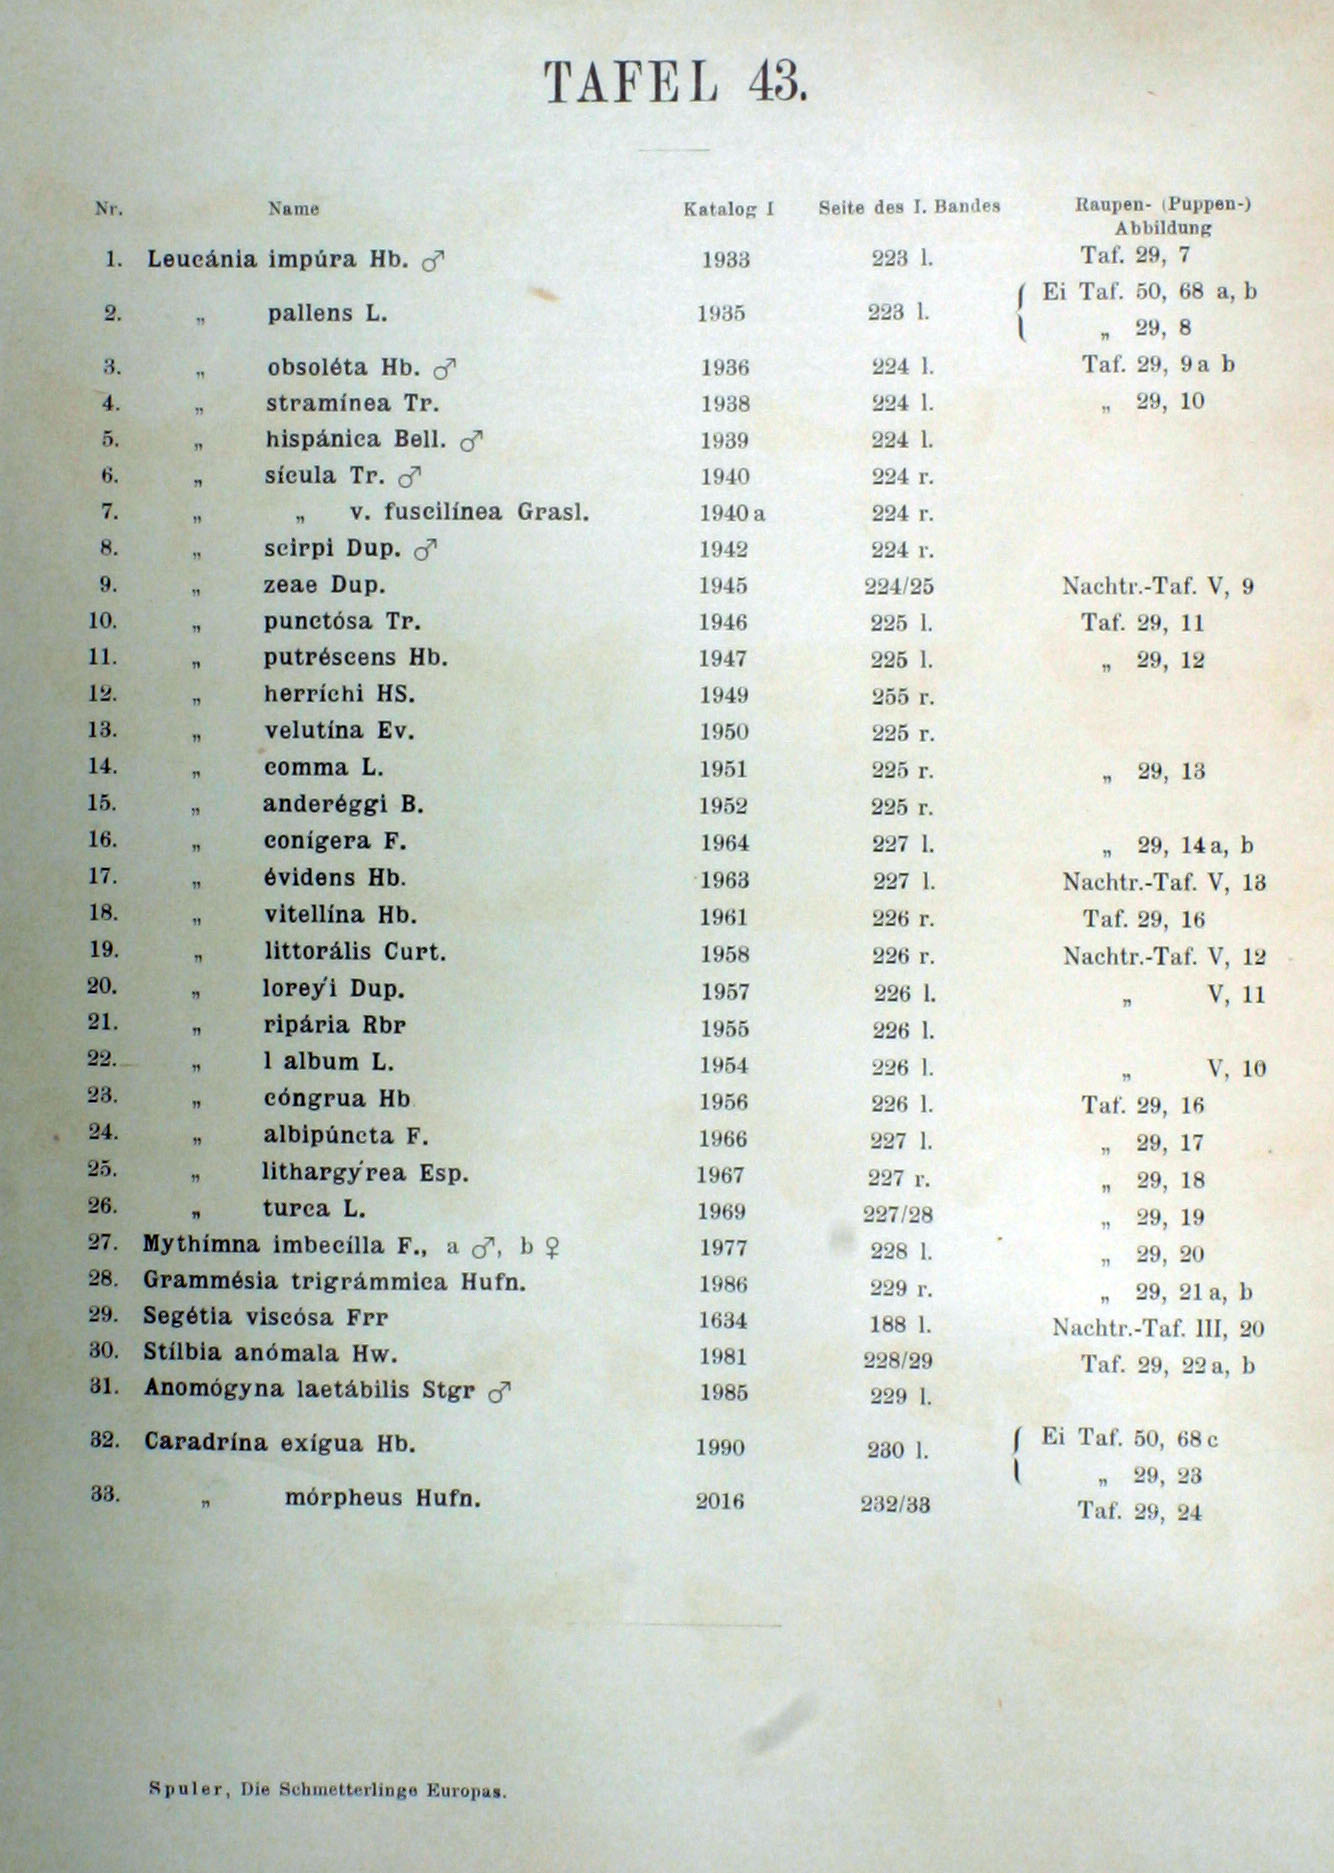 TAFEL 43.
Nr. Name Katalog I Seite des I. Bandes Raupen- (Puppen-)
Abbildung
1. Leucánia impúra Hb. ♂ 1933 223 l. Taf. 29, 7
2. „ pallens L. 1935 223 l. { Ei Taf. 50, 68 a, b
„ 29, 8
3. „ obsoléta Hb. ♂ 1936 224 l. Taf. 29, 9 a b
4. „ stramínea Tr. 1938 224 l. „ 29, 10
5. „ hispánica Bell. ♂ 1939 224 l.
6. „ sícula Tr. ♂ 1940 224 r.
7. „ „ v. fuscilínea Grasl. 1940 a 224 r.
8. „ scirpi Dup. ♂ 1942 224 r.
9. „ zeae Dup. 1945 224/25 Nachtr.-Taf. V, 9
10. „ punctósa Tr. 1946 225 l. Taf. 29, 11
11. „ putréscens Hb. 1947 225 l. „ 29, 12
12. „ herríchi HS. 1949 255 r.
13. „ velutína Ev. 1950 225 r.
14. „ comma L. 1951 225 r. „ 29, 13
15. „ anderéggi B. 1952 225 r.
16. „ conígera F. 1964 227 l. „ 29, 14 a, b
17. „ évidens Hb. 1963 227 l. Nachtr.-Taf. V, 13
18. „ vitellína Hb. 1961 226 r. Taf. 29, 16
19. „ littorális Curt. 1958 226 r. Nachtr.-Taf. V, 12
20. „ loreýi Dup. 1957 226 l. „ V, 11
21. „ ripária Rbr 1955 226 l.
22. „ l album L. 1954 226 l. „ V, 10
23. „ cóngrua Hb 1956 226 l. Taf. 29, 16
24. „ albipúncta F. 1966 227 l. „ 29, 17
25. „ lithargýrea Esp. 1967 227 r. „ 29, 18
26. „ turca L. 1969 227/28 „ 29, 19
27. Mythímna imbecílla F., a ♂, b ♀ 1977 228 l. „ 29, 20
28. Grammésia trigrámmica Hufn. 1986 229 r. „ 29, 21 a, b
29. Segétia viscósa Frr 1634 188 l. Nachtr.-Taf. III, 20
30. Stílbia anómala Hw. 1981 228/29 Taf. 29, 22 a, b
31. Anomógyna laetábilis Stgr ♂ 1985 229 l.
32. Caradrína exígua Hb. 1990 230 l. { Ei Taf. 50, 68 c
„ 29, 23
33. „ mórpheus Hufn. 2016 232/33 Taf. 29, 24
Spuler, Die Schmetterlinge Europas.